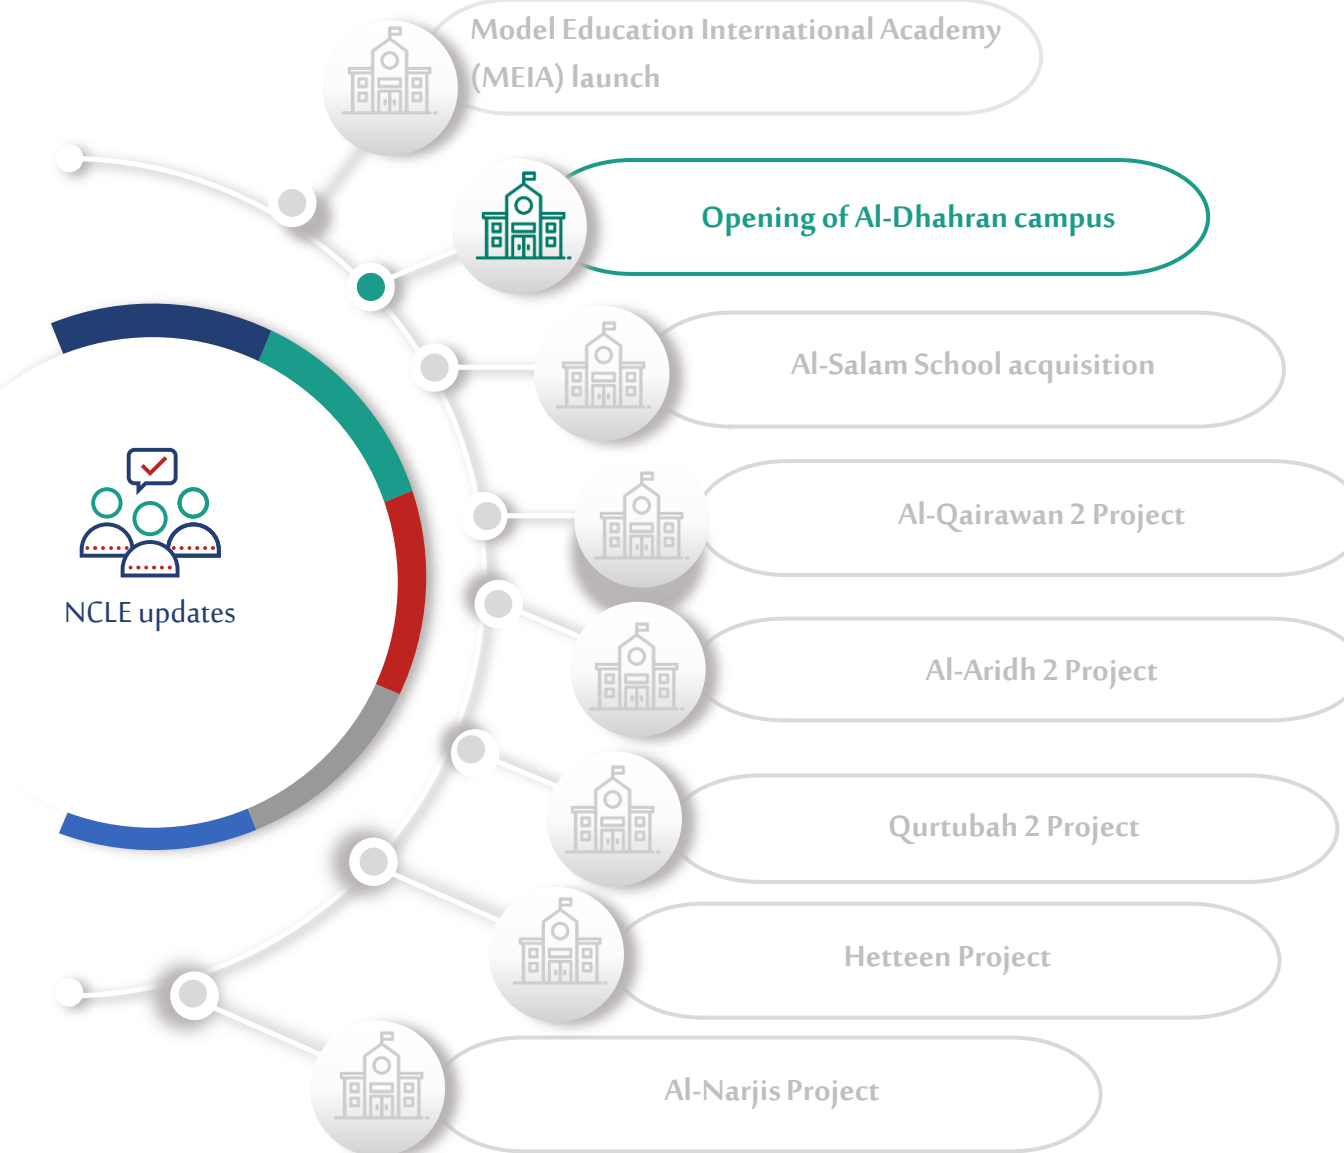 Model Education International Academy
(MEIA) launch
Opening of Al-Dhahran campus
Al-Salam School acquisition
Al-Qairawan 2 Project
NCLE updates
Al-Aridh 2 Project
Qurtubah 2 Project
Hetteen Project
Al-Narjis Project